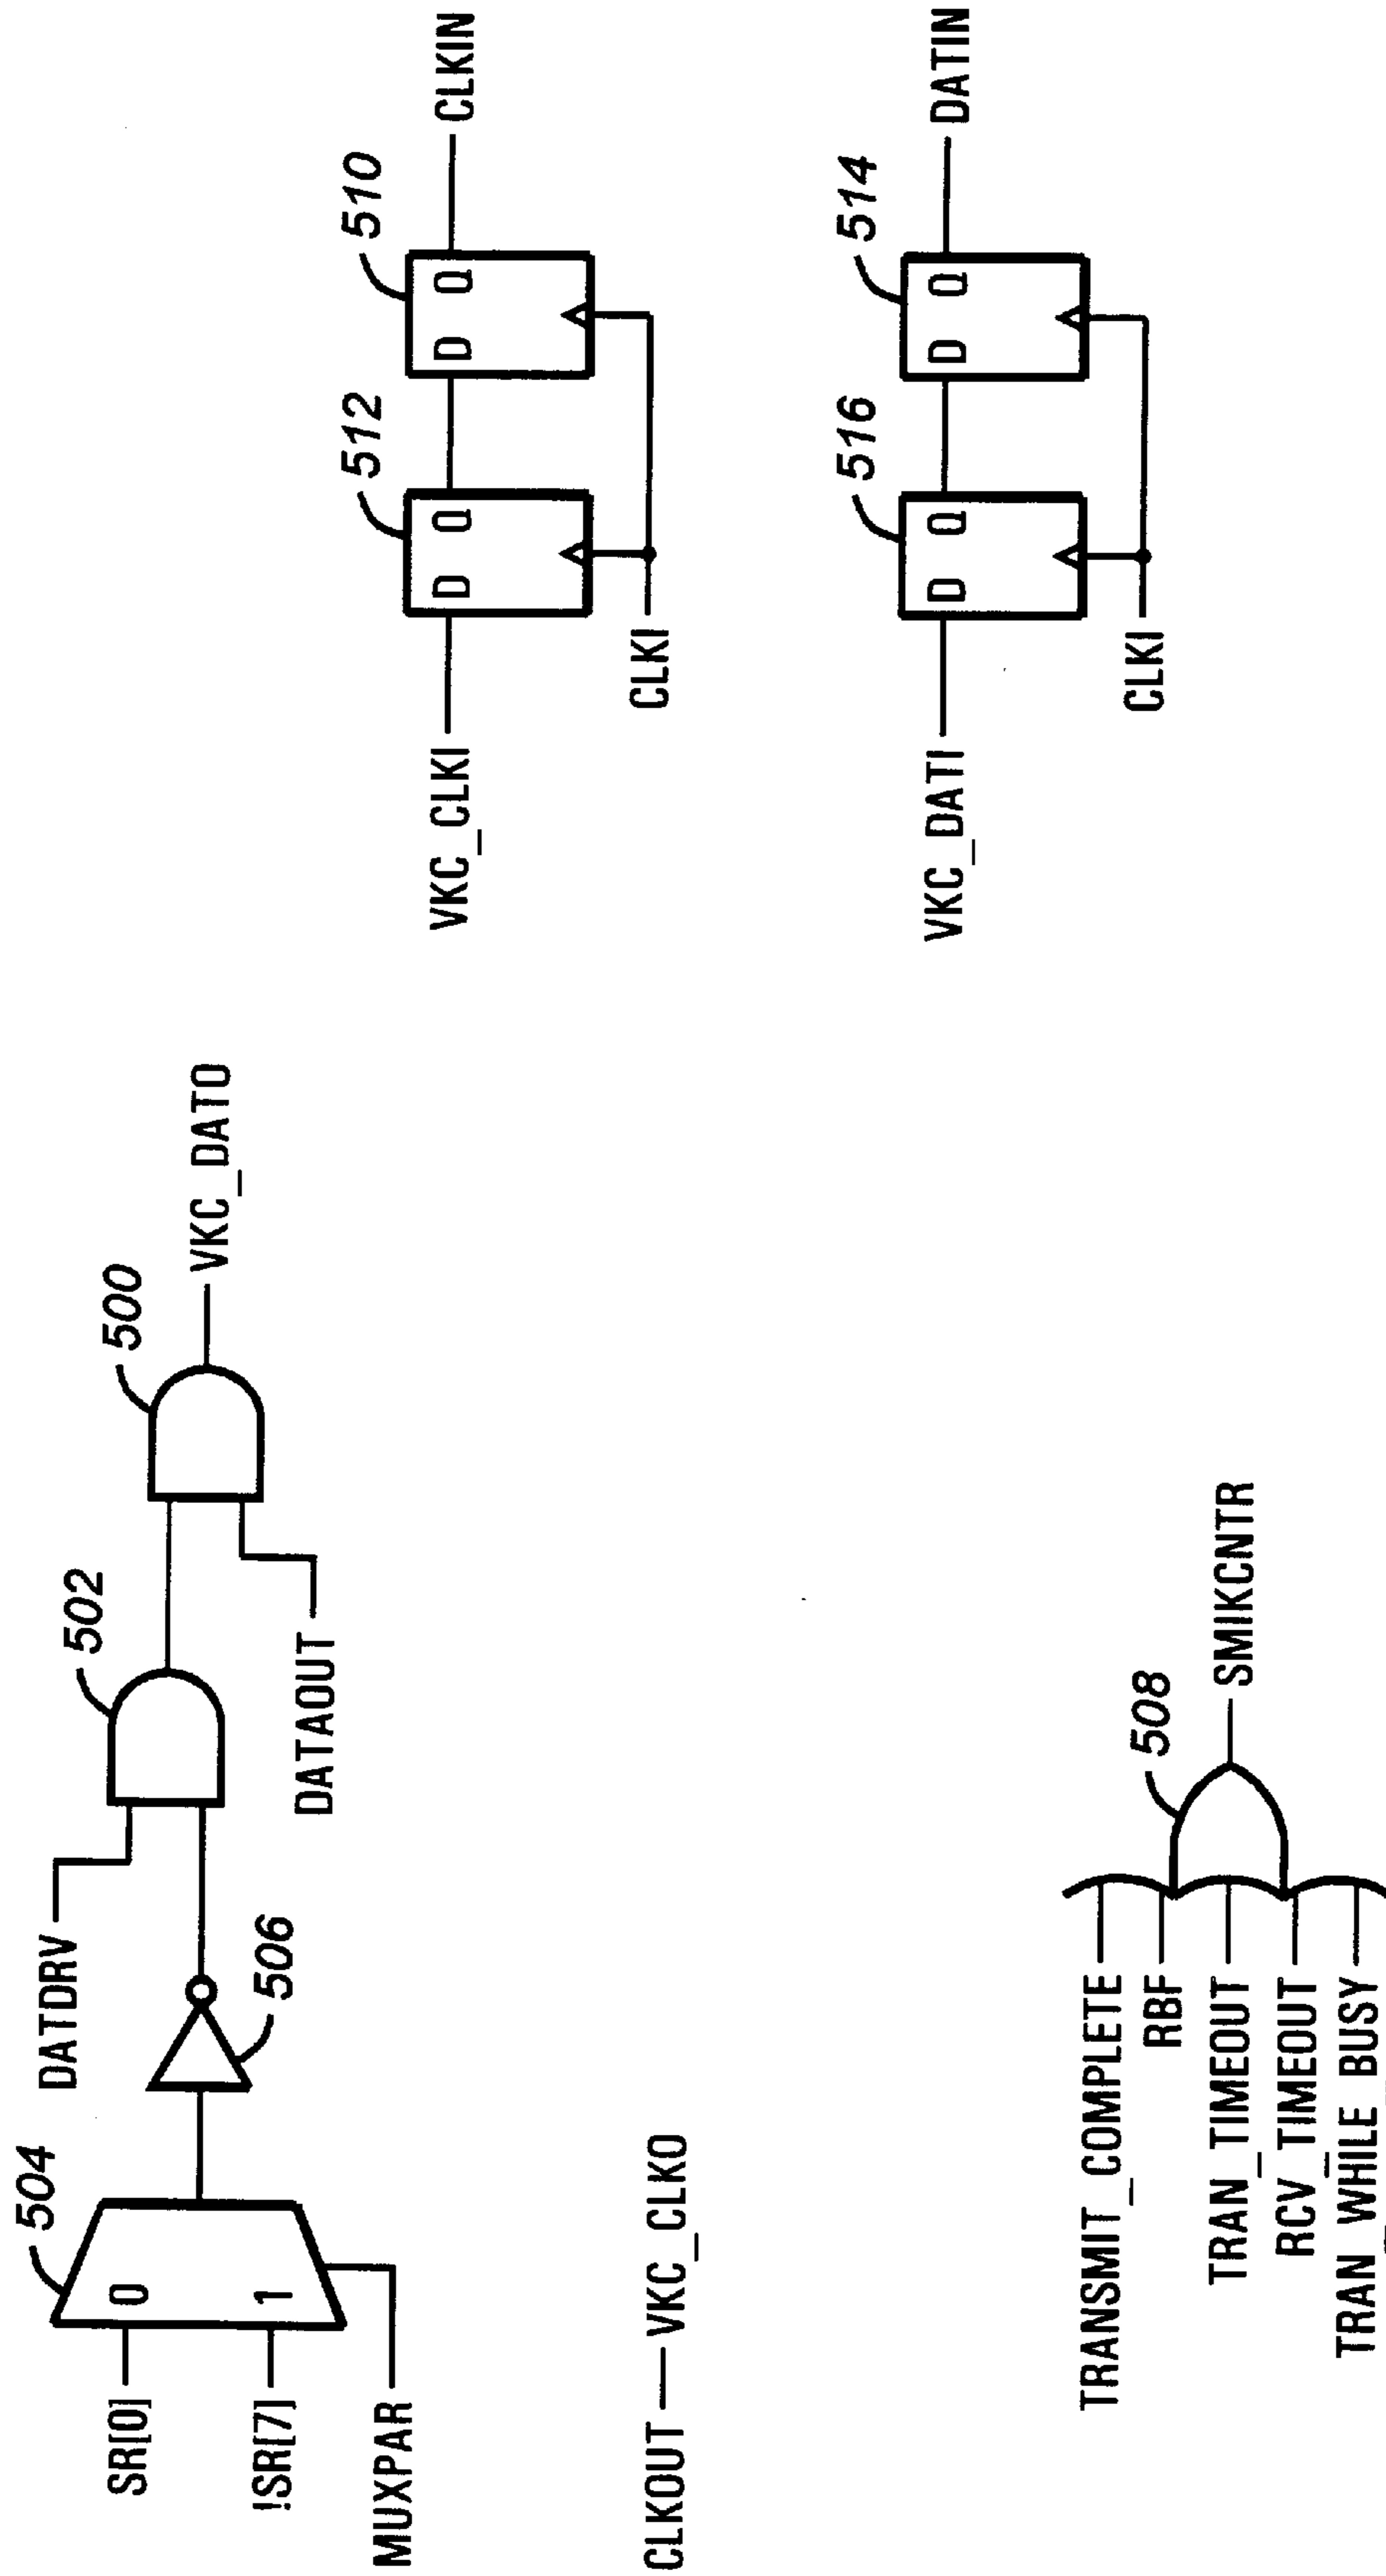 504
SR[0]
0
!SR[7]
1
MUXPAR
506
DATDRV
502
DATAOUT
500
VKC_DATO
CLKOUT
VKC_CLKO
TRANSMIT_COMPLETE
RBF
TRAN_TIMEOUT
RCV_TIMEOUT
TRAN_WHILE_BUSY
508
SMIKCNTR
VKC_CLKI
512
D Q
510
D Q
CLKIN
CLKI
VKC_DATI
516
D Q
514
D Q
DATIN
CLKI